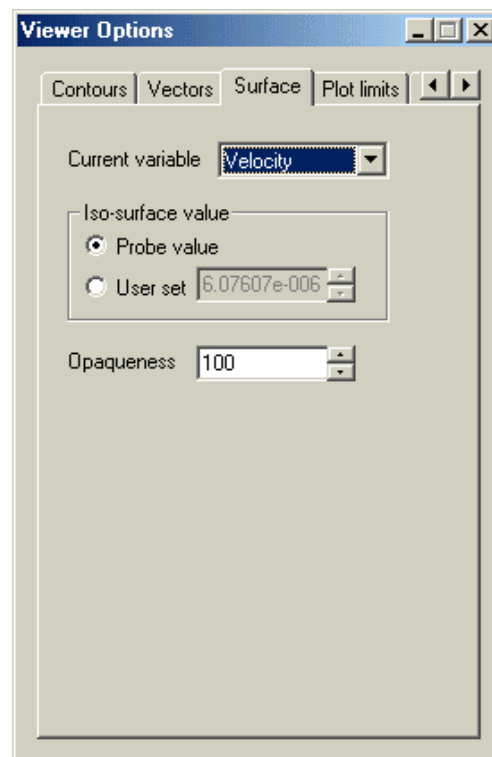 Viewer Options
Contours Vectors Surface Plot limits
Current variable Velocity
Iso-surface value
Probe value
User set 6.07607e-006
Opaqueness 100